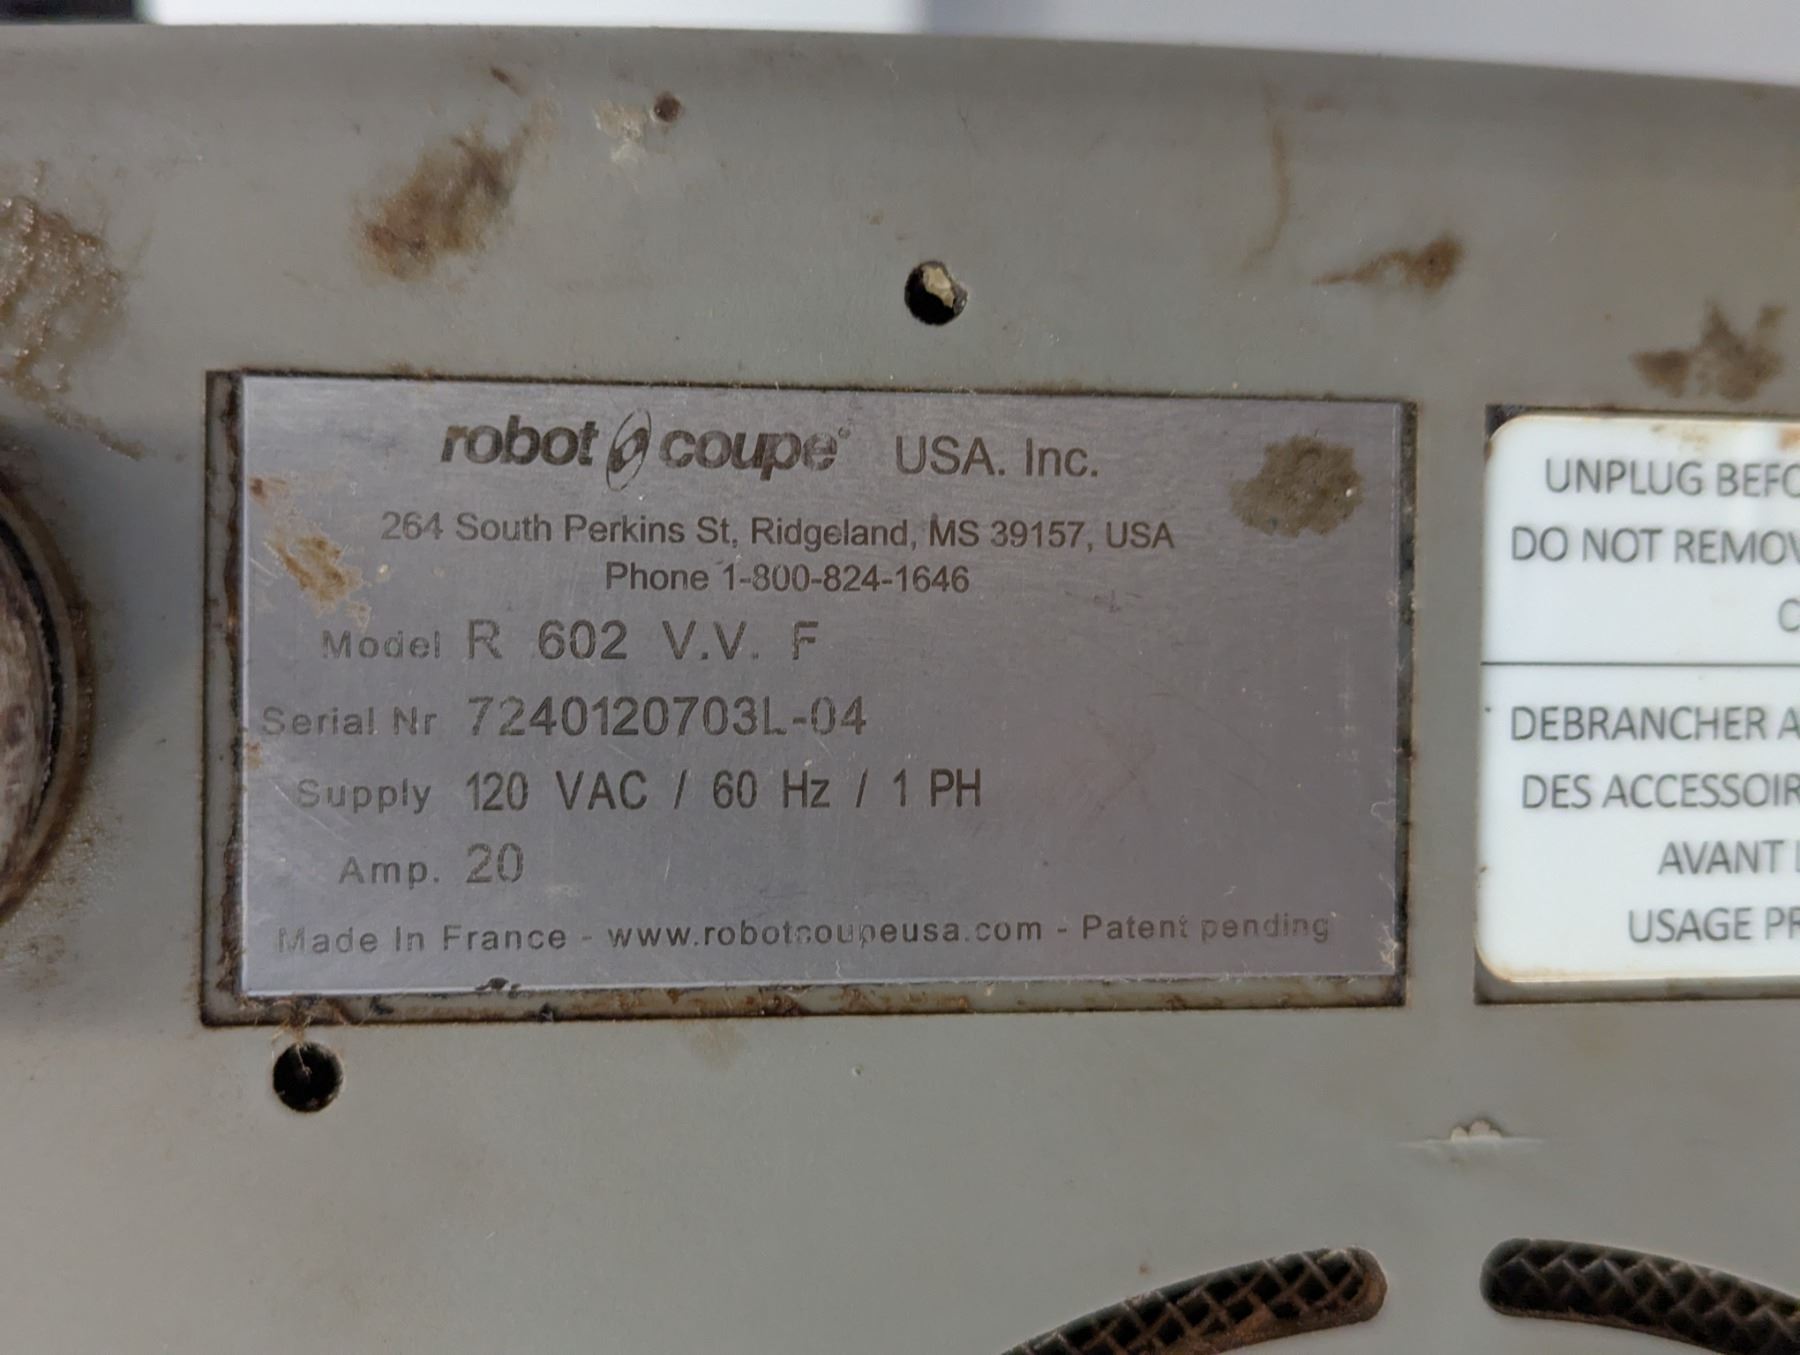 robot coupe® USA. Inc.
264 South Perkins St, Ridgeland, MS 39157, USA
Phone 1-800-824-1646
Model R 602 V.V. F
Serial Nr 7240120703L-04
Supply 120 VAC / 60 Hz / 1 PH
Amp. 20
Made In France - www.robotcoupeusa.com - Patent pending
UNPLUG BEFO
DO NOT REMOV
C
DEBRANCHER A
DES ACCESSOIR
AVANT L
USAGE PR